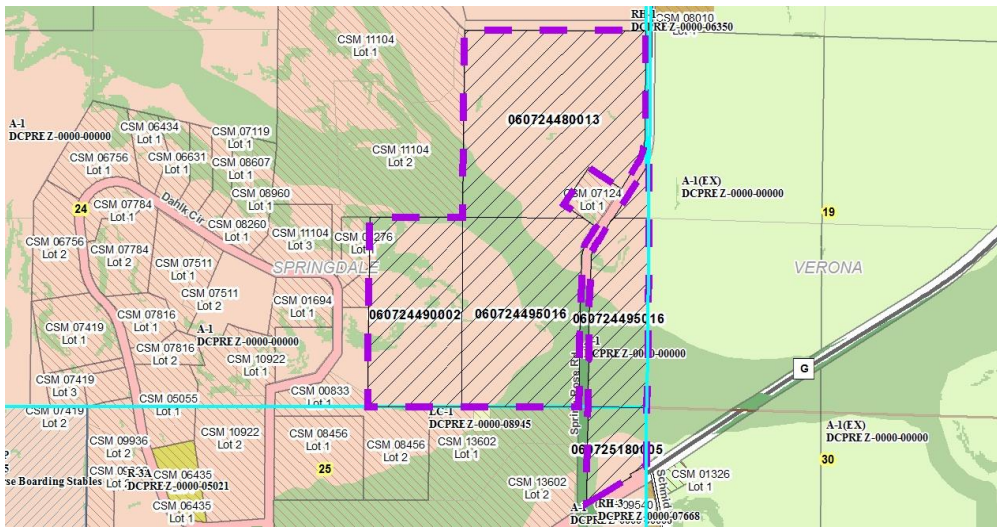 RH-1
DCPREZ-0000-06350
CSM 08010
CSM 11104
Lot 1
060724480013
A-1
DCPREZ-0000-00000
CSM 06434
Lot 1
CSM 07119
Lot 1
CSM 11104
Lot 2
CSM 06756
Lot 1
CSM 06631
Lot 1
CSM 08607
Lot 1
A-1(EX)
DCPREZ-0000-00000
CSM 07124
Lot 1
24
CSM 07784
Lot 1
Dahlk Cir
CSM 08960
Lot 1
19
CSM 06756
Lot 2
CSM 07784
Lot 2
CSM 08260
Lot 1
CSM 11104
Lot 3
SPRINGDALE
VERONA
CSM 07511
Lot 1
CSM 07511
Lot 2
CSM 01694
Lot 1
060724490002
060724495016
060724495016
CSM 07419
Lot 1
CSM 07816
Lot 1
A-1
DCPREZ-0000-00000
CSM 07816
Lot 2
CSM 10922
Lot 1
DCPREZ-0000-00000
G
CSM 07419
Lot 3
CSM 05055
Lot 1
CSM 00833
Lot 1
Spring Rose Rd
CSM 07419
Lot 2
LC-1
DCPREZ-0000-08945
CSM 09936
Lot 2
CSM 10922
Lot 2
CSM 08456
Lot 1
CSM 08456
Lot 2
CSM 13602
Lot 1
A-1(EX)
DCPREZ-0000-00000
060725180005
25
30
R-3A
DCPREZ-0000-05021
CSM 06435
Lot 2
CSM 06435
Lot 1
CSM 13602
Lot 2
Schmid
CSM 01326
Lot 1
RH-3
DCPREZ-0000-07668